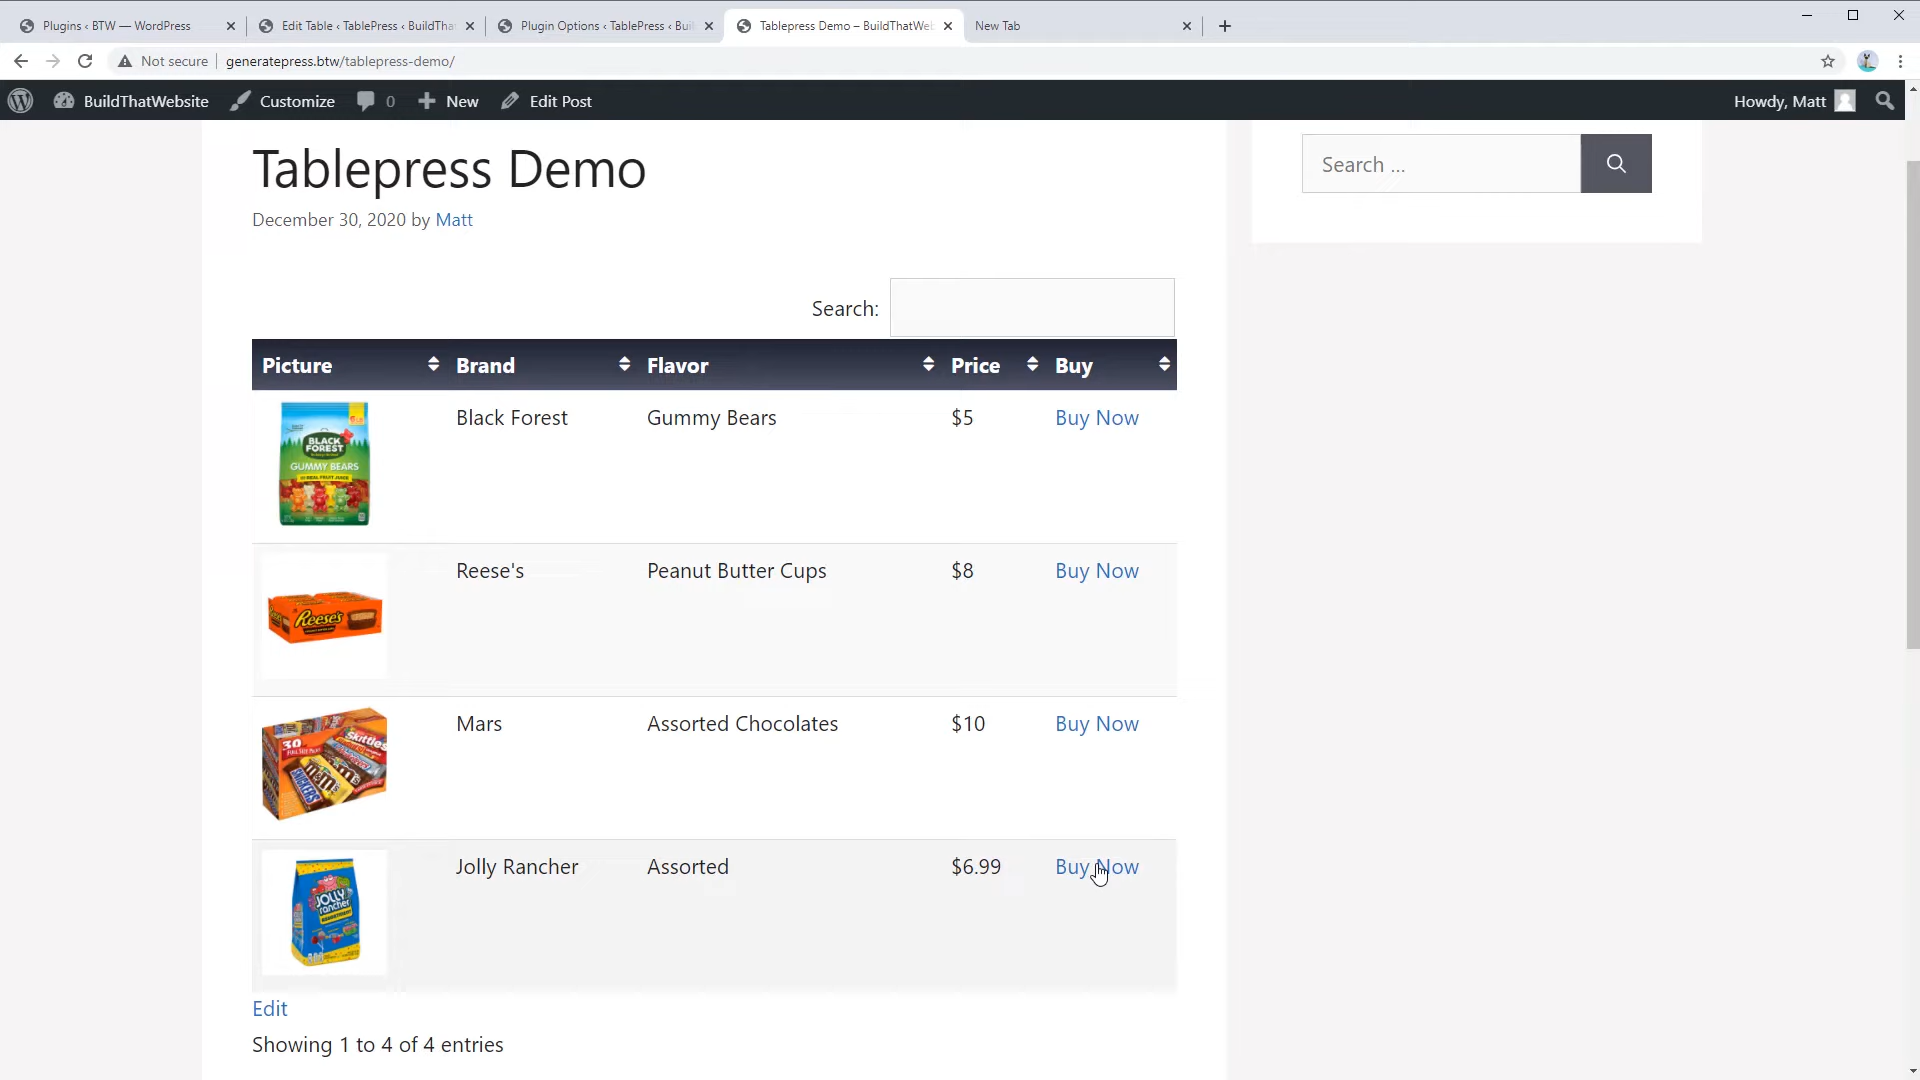 Plugins ‹ BTW — WordPress
Edit Table ‹ TablePress ‹ BuildTha
Plugin Options ‹ TablePress ‹ Bui
Tablepress Demo – BuildThatWeb
New Tab
Not secure
generatepress.btw/tablepress-demo/
BuildThatWebsite
Customize
0
New
Edit Post
Howdy, Matt
Tablepress Demo
Search ...
December 30, 2020 by Matt
Search:
Picture Brand Flavor Price Buy
Black Forest Gummy Bears $5 Buy Now
BLACK
FOREST
GUMMY BEARS
Reese's Peanut Butter Cups $8 Buy Now
Reese's
Mars Assorted Chocolates $10 Buy Now
30
Skittles
m&m's
SNICKERS
Jolly Rancher Assorted $6.99 Buy Now
JOLLY
rancher
Edit
Showing 1 to 4 of 4 entries